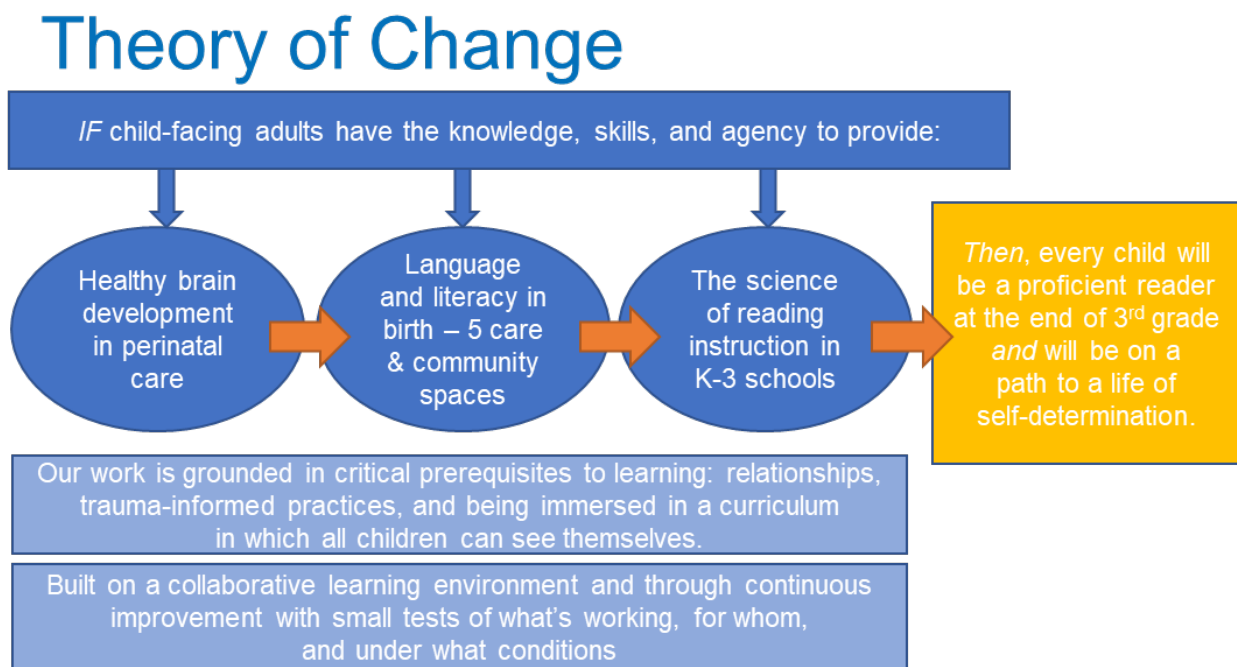 Theory of Change
IF child-facing adults have the knowledge, skills, and agency to provide:
Healthy brain
development
in perinatal
care
Language
and literacy in
birth – 5 care
& community
spaces
The science
of reading
instruction in
K-3 schools
Then, every child will
be a proficient reader
at the end of 3rd grade
and will be on a
path to a life of
self-determination.
Our work is grounded in critical prerequisites to learning: relationships,
trauma-informed practices, and being immersed in a curriculum
in which all children can see themselves.
Built on a collaborative learning environment and through continuous
improvement with small tests of what’s working, for whom,
and under what conditions